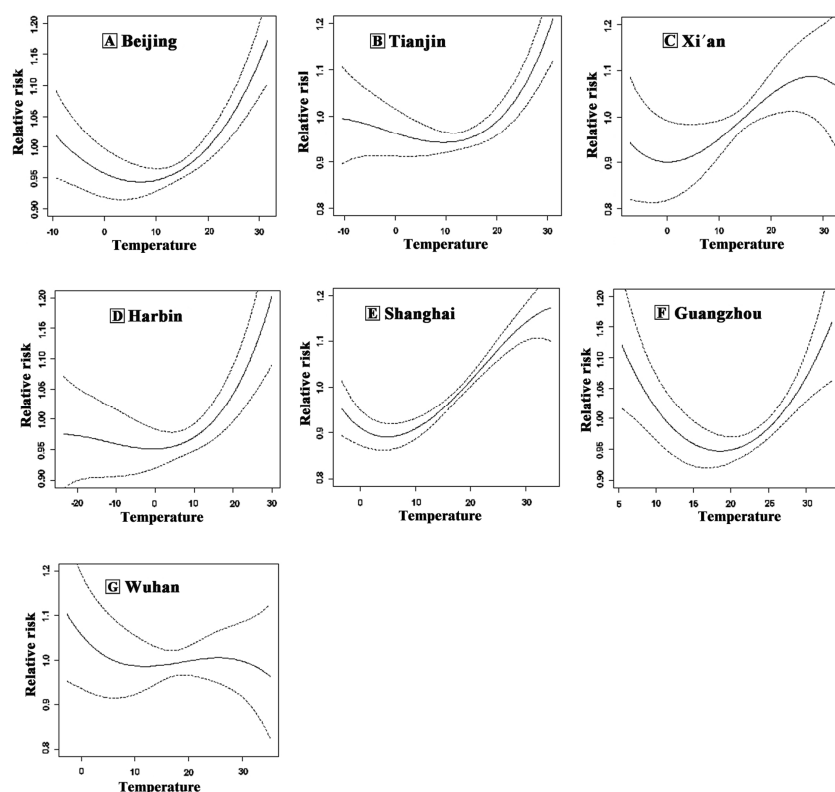 A Beijing
Relative risk
1.20
1.15
1.10
1.05
1.00
0.95
0.90
-10 0 10 20 30
Temperature
B Tianjin
Relative risl
1.2
1.1
1.0
0.9
0.8
-10 0 10 20 30
Temperature
C Xi´an
Relative risk
1.2
1.1
1.0
0.9
0.8
0 10 20 30
Temperature
D Harbin
Relative risk
1.20
1.15
1.10
1.05
1.00
0.95
0.90
-20 -10 0 10 20 30
Temperature
E Shanghai
Relative risk
1.2
1.1
1.0
0.9
0.8
0 10 20 30
Temperature
F Guangzhou
Relative risk
1.20
1.15
1.10
1.05
1.00
0.95
0.90
5 10 15 20 25 30
Temperature
G Wuhan
Relative risk
1.2
1.1
1.0
0.9
0.8
0 10 20 30
Temperature